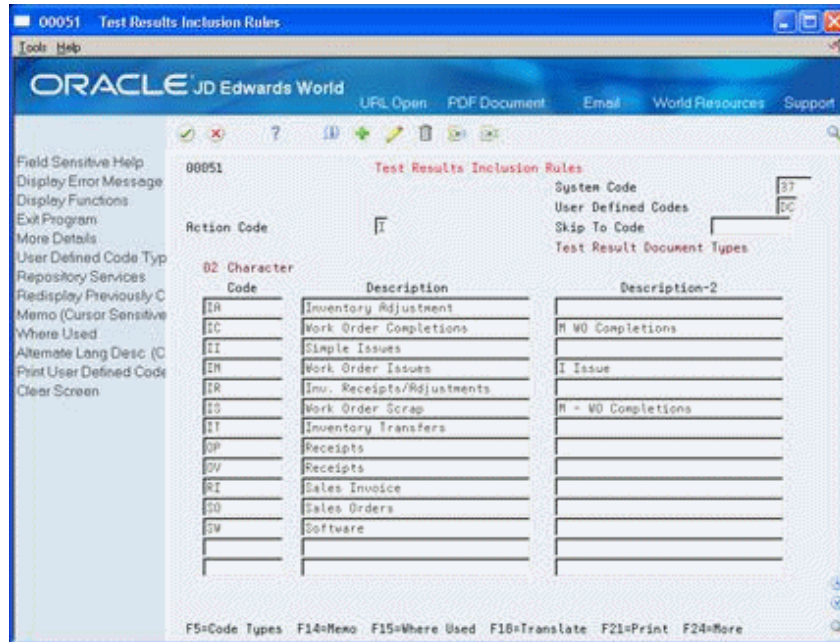 00051 Test Results Inclusion Rules
Tools Help
ORACLE JD Edwards World
URL Open PDF Document Email World Resources Support
Field Sensitive Help
Display Error Message
Display Functions
Exit Program
More Details
User Defined Code Typ
Repository Services
Redisplay Previously C
Memo (Cursor Sensitive
Where Used
Alternate Lang Desc (C
Print User Defined Code
Clear Screen
00051 Test Results Inclusion Rules
System Code 37
User Defined Codes DC
Action Code I Skip To Code
Test Result Document Types
02 Character
Code Description Description-2
IA Inventory Adjustment
IC Work Order Completions M WO Completions
II Simple Issues
IM Work Order Issues I Issue
IR Inv. Receipts/Adjustments
IS Work Order Scrap M - WO Completions
IT Inventory Transfers
OP Receipts
OV Receipts
RI Sales Invoice
SO Sales Orders
SW Software
F5=Code Types F14=Memo F15=Where Used F18=Translate F21=Print F24=More